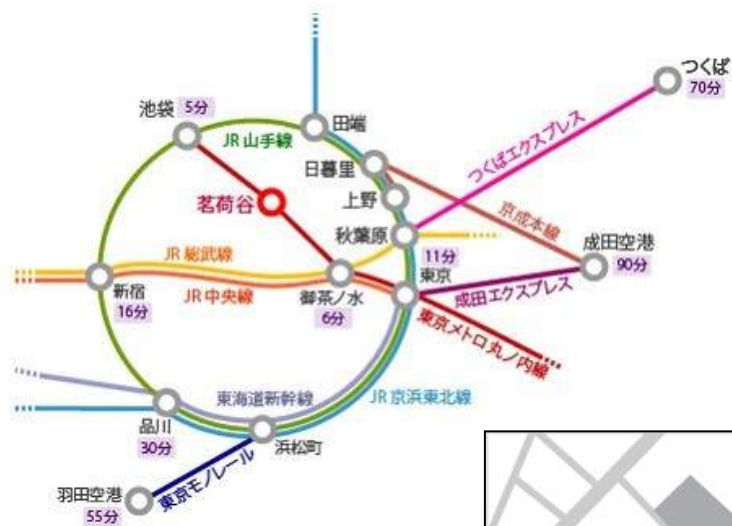 つくば
70分
池袋 5分
田端
JR山手線
日暮里
つくばエクスプレス
上野
茗荷谷
京成本線
秋葉原
成田空港
90分
JR総武線
11分
東京
新宿
16分
JR中央線
御茶ノ水
6分
成田エクスプレス
東京メトロ丸ノ内線
東海道新幹線
JR京浜東北線
品川
30分
浜松町
東京モノレール
羽田空港
55分